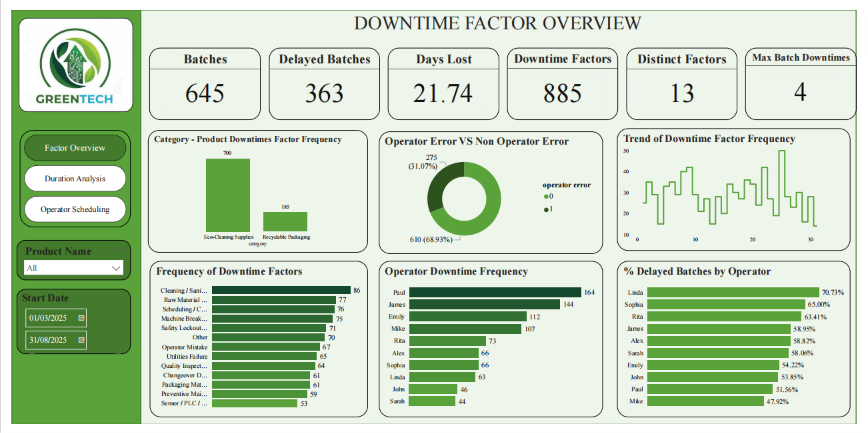 DOWNTIME FACTOR OVERVIEW
GREENTECH
Factor Overview
Duration Analysis
Operator Scheduling
Product Name
All
Start Date
01/03/2025
31/08/2025
Batches
645
Delayed Batches
363
Days Lost
21.74
Downtime Factors
885
Distinct Factors
13
Max Batch Downtimes
4
Category - Product Downtimes Factor Frequency
700
185
Eco-Cleaning Supplies
Recyclable Packaging
category
Operator Error VS Non Operator Error
275
(31.07%)
610 (68.93%)
operator error
0
1
Trend of Downtime Factor Frequency
50
40
30
20
10
0
10
20
30
Frequency of Downtime Factors
Cleaning / Sani... 86
Raw Material ... 77
Scheduling / C... 76
Machine Break... 75
Safety Lockout... 71
Other 70
Operator Mistake 67
Utilities Failure 65
Quality Inspect... 64
Changeover D... 61
Packaging Mat... 61
Preventive Mai... 59
Sensor / PLC / ... 53
Operator Downtime Frequency
Paul 164
James 144
Emily 112
Mike 107
Rita 73
Alex 66
Sophia 66
Linda 63
John 46
Sarah 44
% Delayed Batches by Operator
Linda 70.73%
Sophia 65.00%
Rita 63.41%
James 58.95%
Alex 58.82%
Sarah 58.06%
Emily 54.22%
John 53.85%
Paul 51.56%
Mike 47.92%